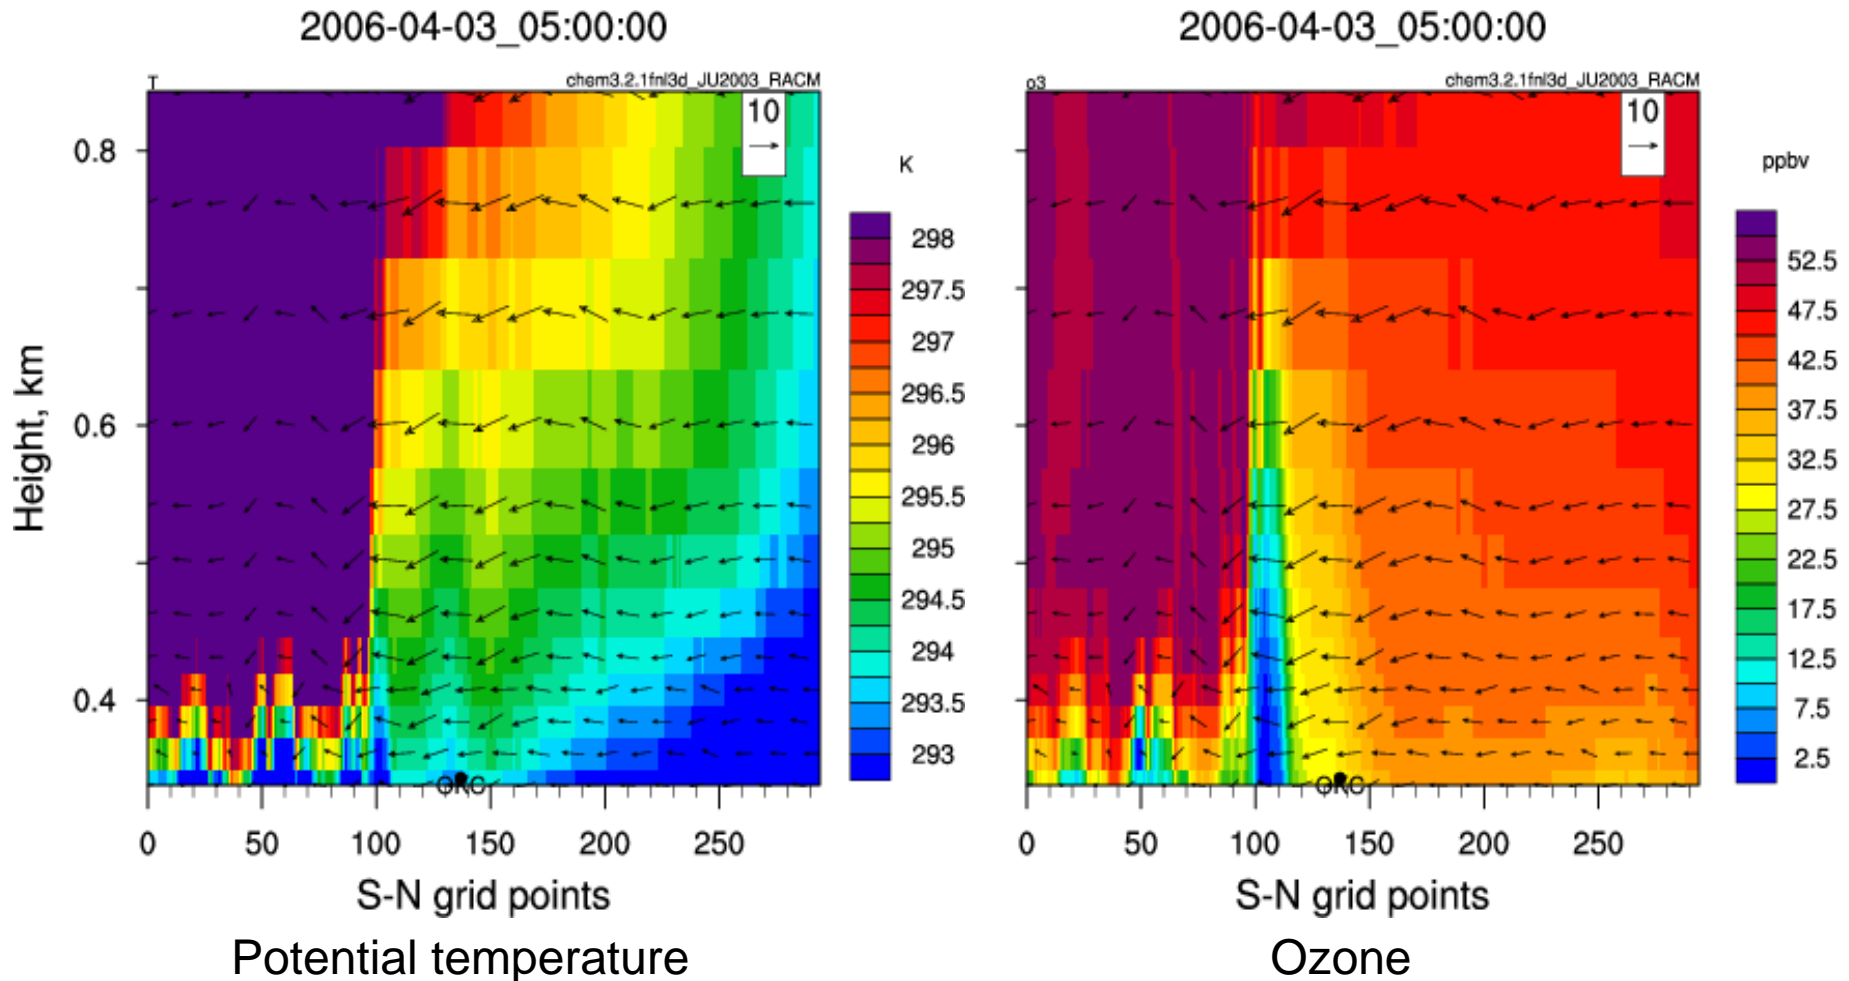 2006-04-03_05:00:00
T
chem3.2.1fnl3d_JU2003_RACM
10
K
298
297.5
297
296.5
296
295.5
295
294.5
294
293.5
293
Height, km
0.8
0.6
0.4
OKC
0 50 100 150 200 250
S-N grid points
Potential temperature
2006-04-03_05:00:00
o3
chem3.2.1fnl3d_JU2003_RACM
10
ppbv
52.5
47.5
42.5
37.5
32.5
27.5
22.5
17.5
12.5
7.5
2.5
OKC
0 50 100 150 200 250
S-N grid points
Ozone